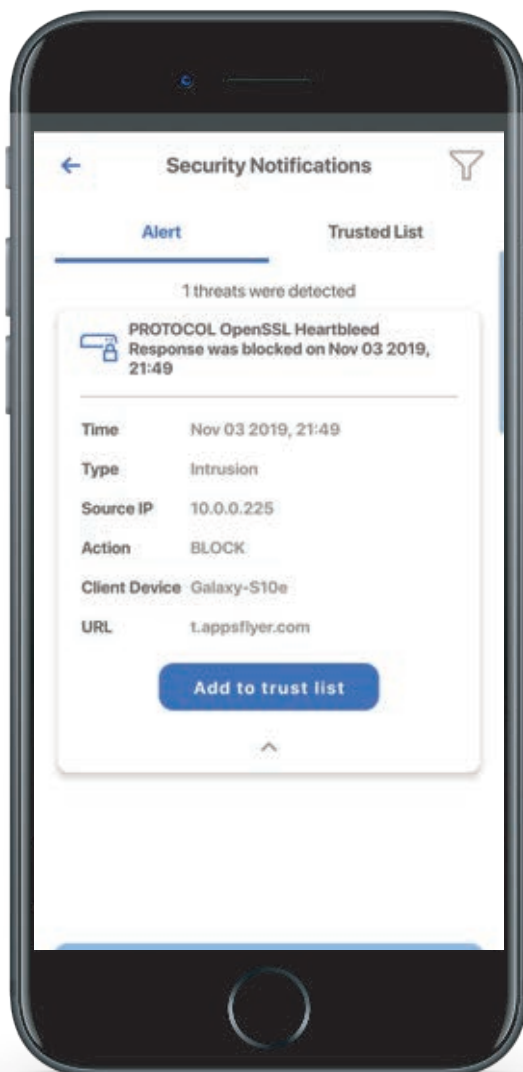 Security Notifications
Alert Trusted List
1 threats were detected
PROTOCOL OpenSSL Heartbleed
Response was blocked on Nov 03 2019,
21:49
Time Nov 03 2019, 21:49
Type Intrusion
Source IP 10.0.0.225
Action BLOCK
Client Device Galaxy-S10e
URL t.appsflyer.com
Add to trust list